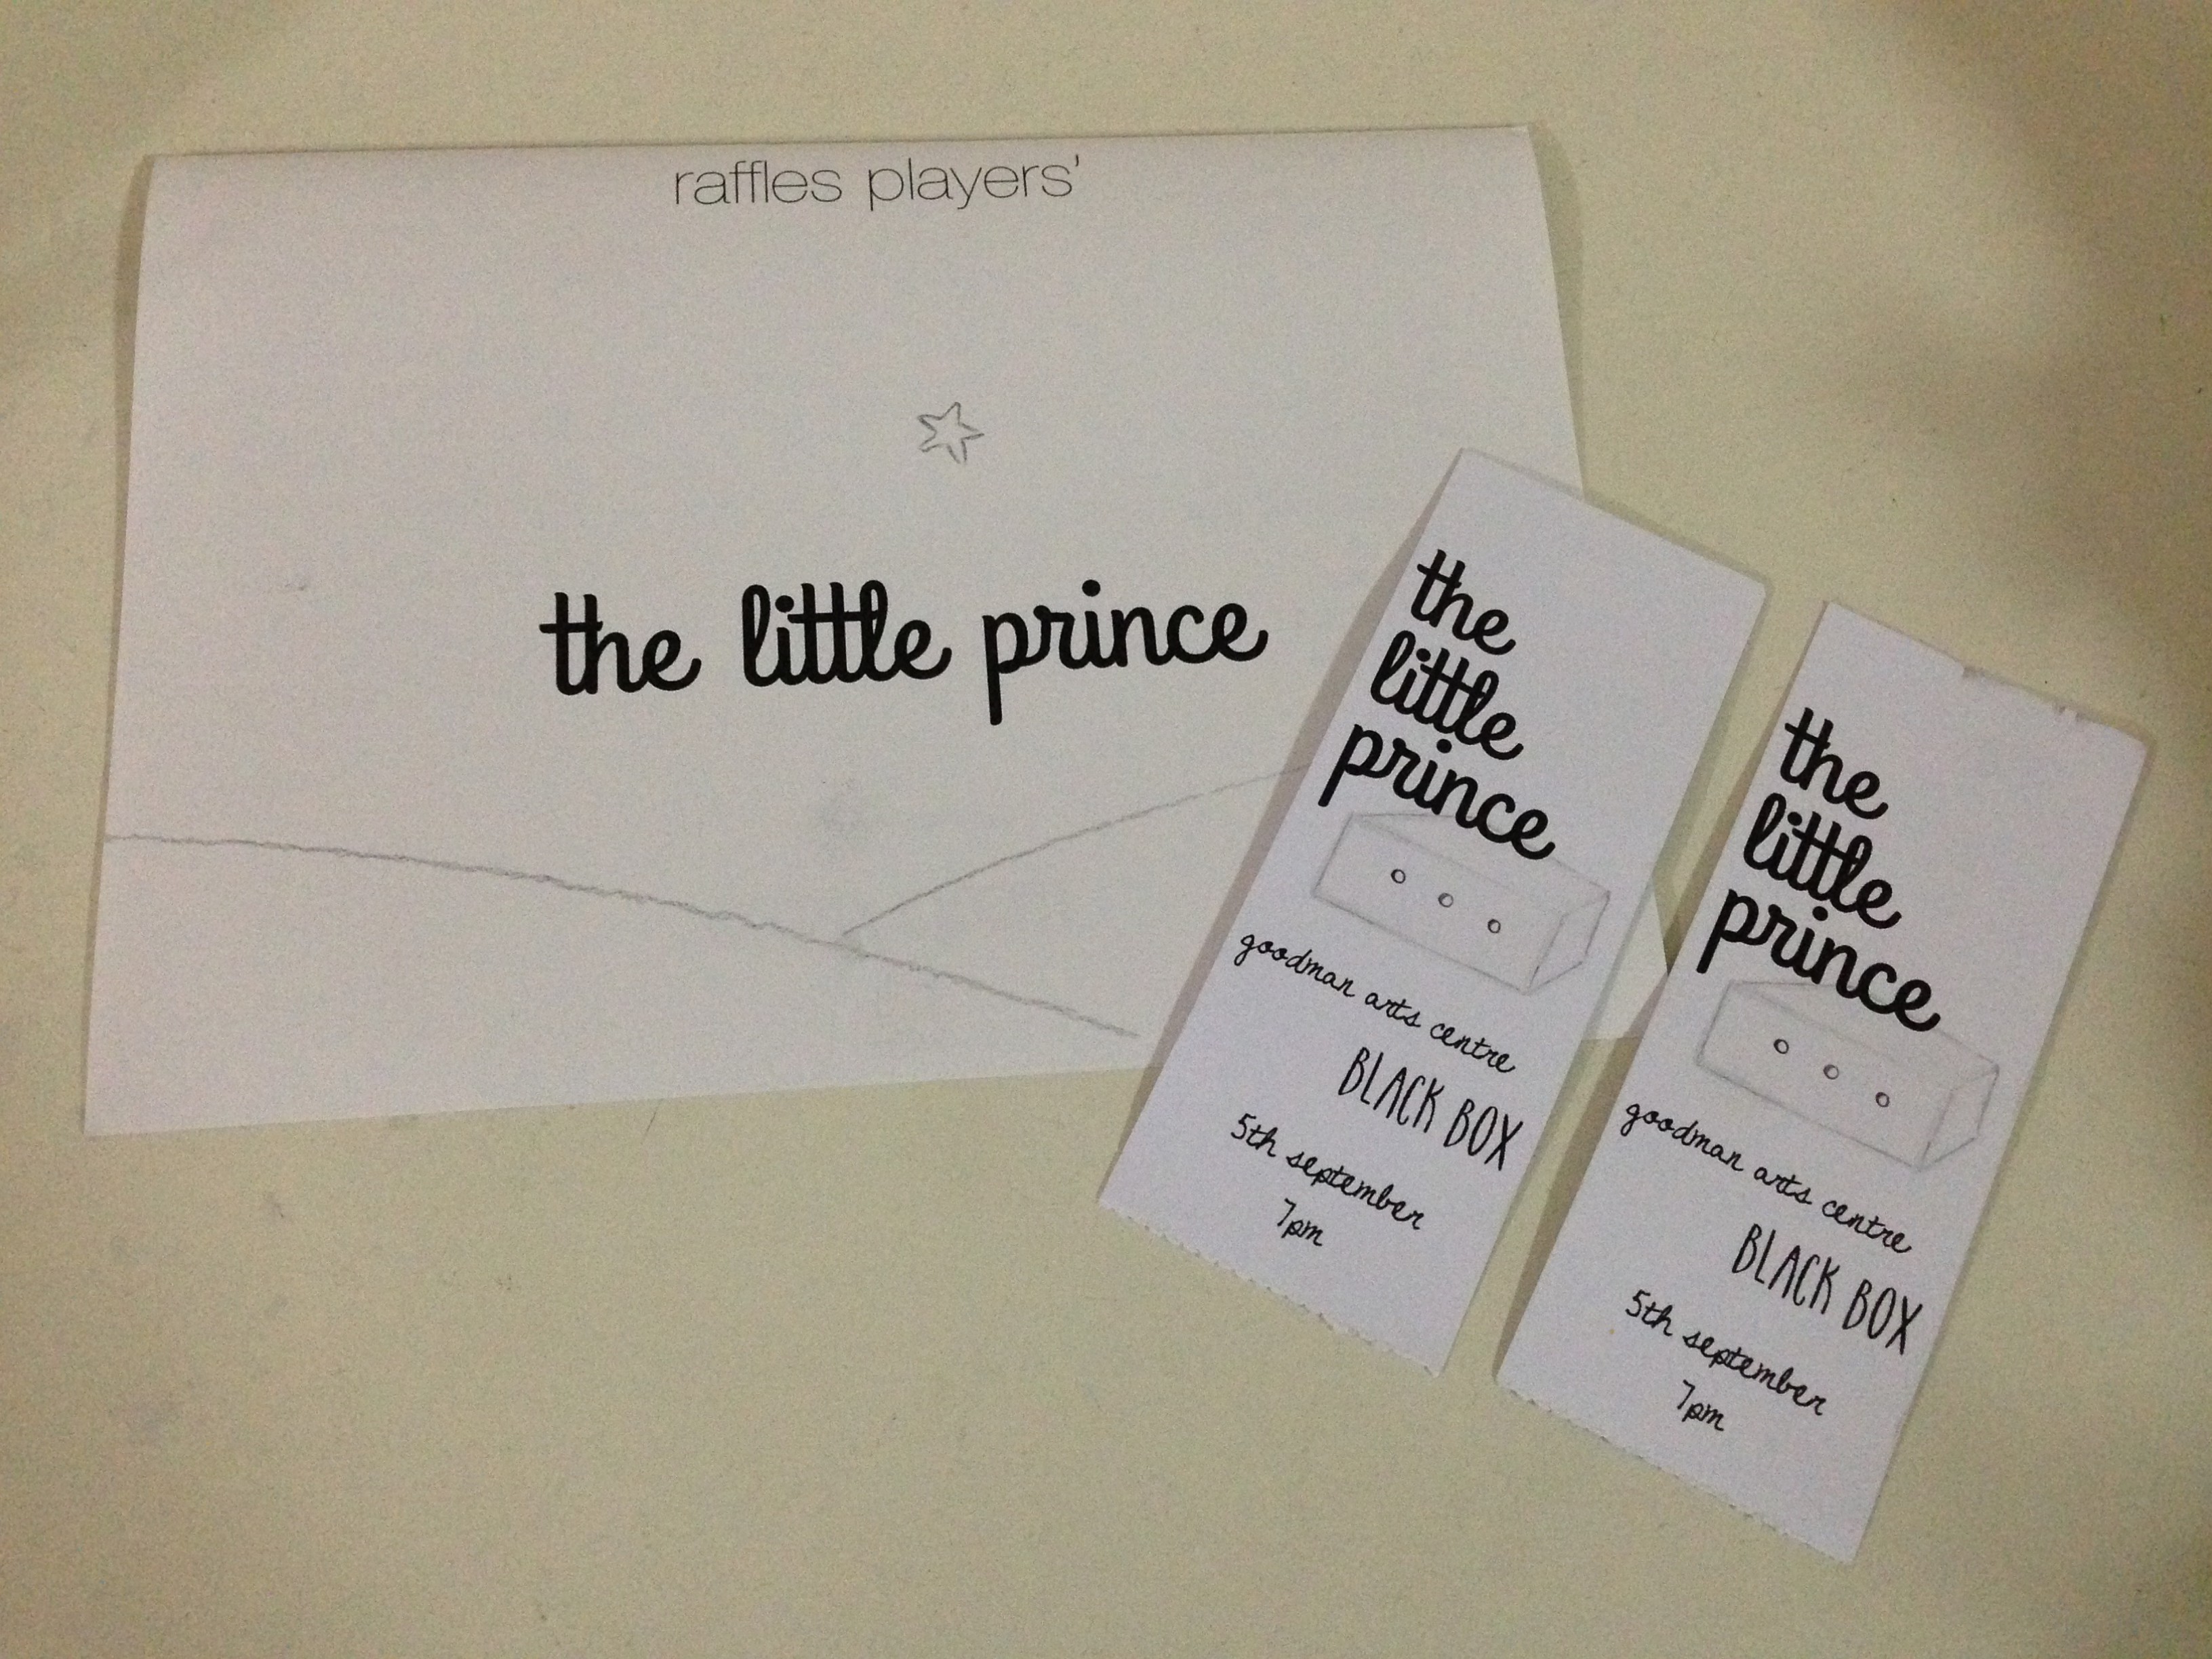 raffles players'
the little prince
the
little
prince
goodman arts centre
BLACK BOX
5th september
7pm
the
little
prince
goodman arts centre
BLACK BOX
5th september
7pm